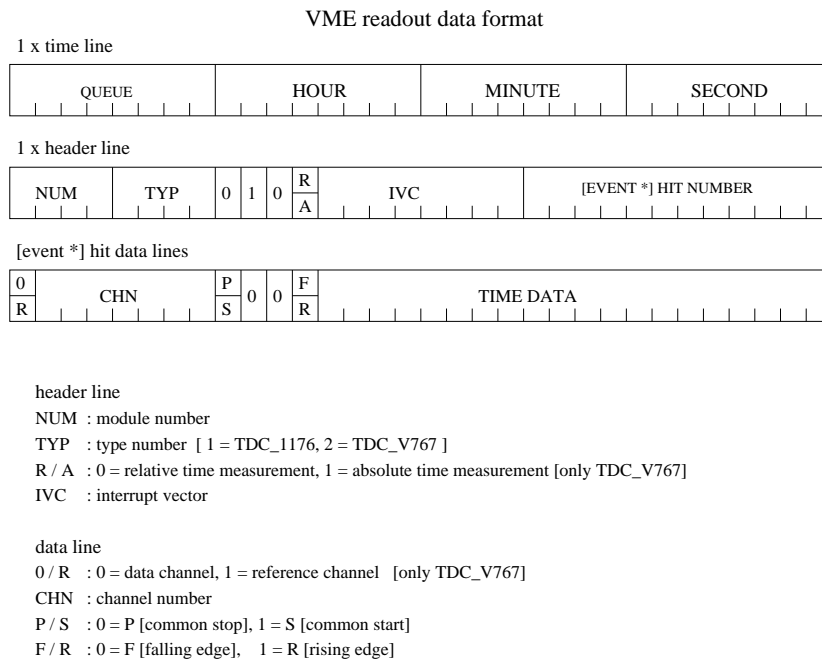 VME readout data format
1 x time line
QUEUE HOUR MINUTE SECOND
1 x header line
NUM TYP 0 1 0 R / A IVC [EVENT *] HIT NUMBER
[event *] hit data lines
0 / R CHN P / S 0 0 F / R TIME DATA
header line
NUM : module number
TYP : type number [ 1 = TDC_1176, 2 = TDC_V767 ]
R / A : 0 = relative time measurement, 1 = absolute time measurement [only TDC_V767]
IVC : interrupt vector
data line
0 / R : 0 = data channel, 1 = reference channel [only TDC_V767]
CHN : channel number
P / S : 0 = P [common stop], 1 = S [common start]
F / R : 0 = F [falling edge], 1 = R [rising edge]